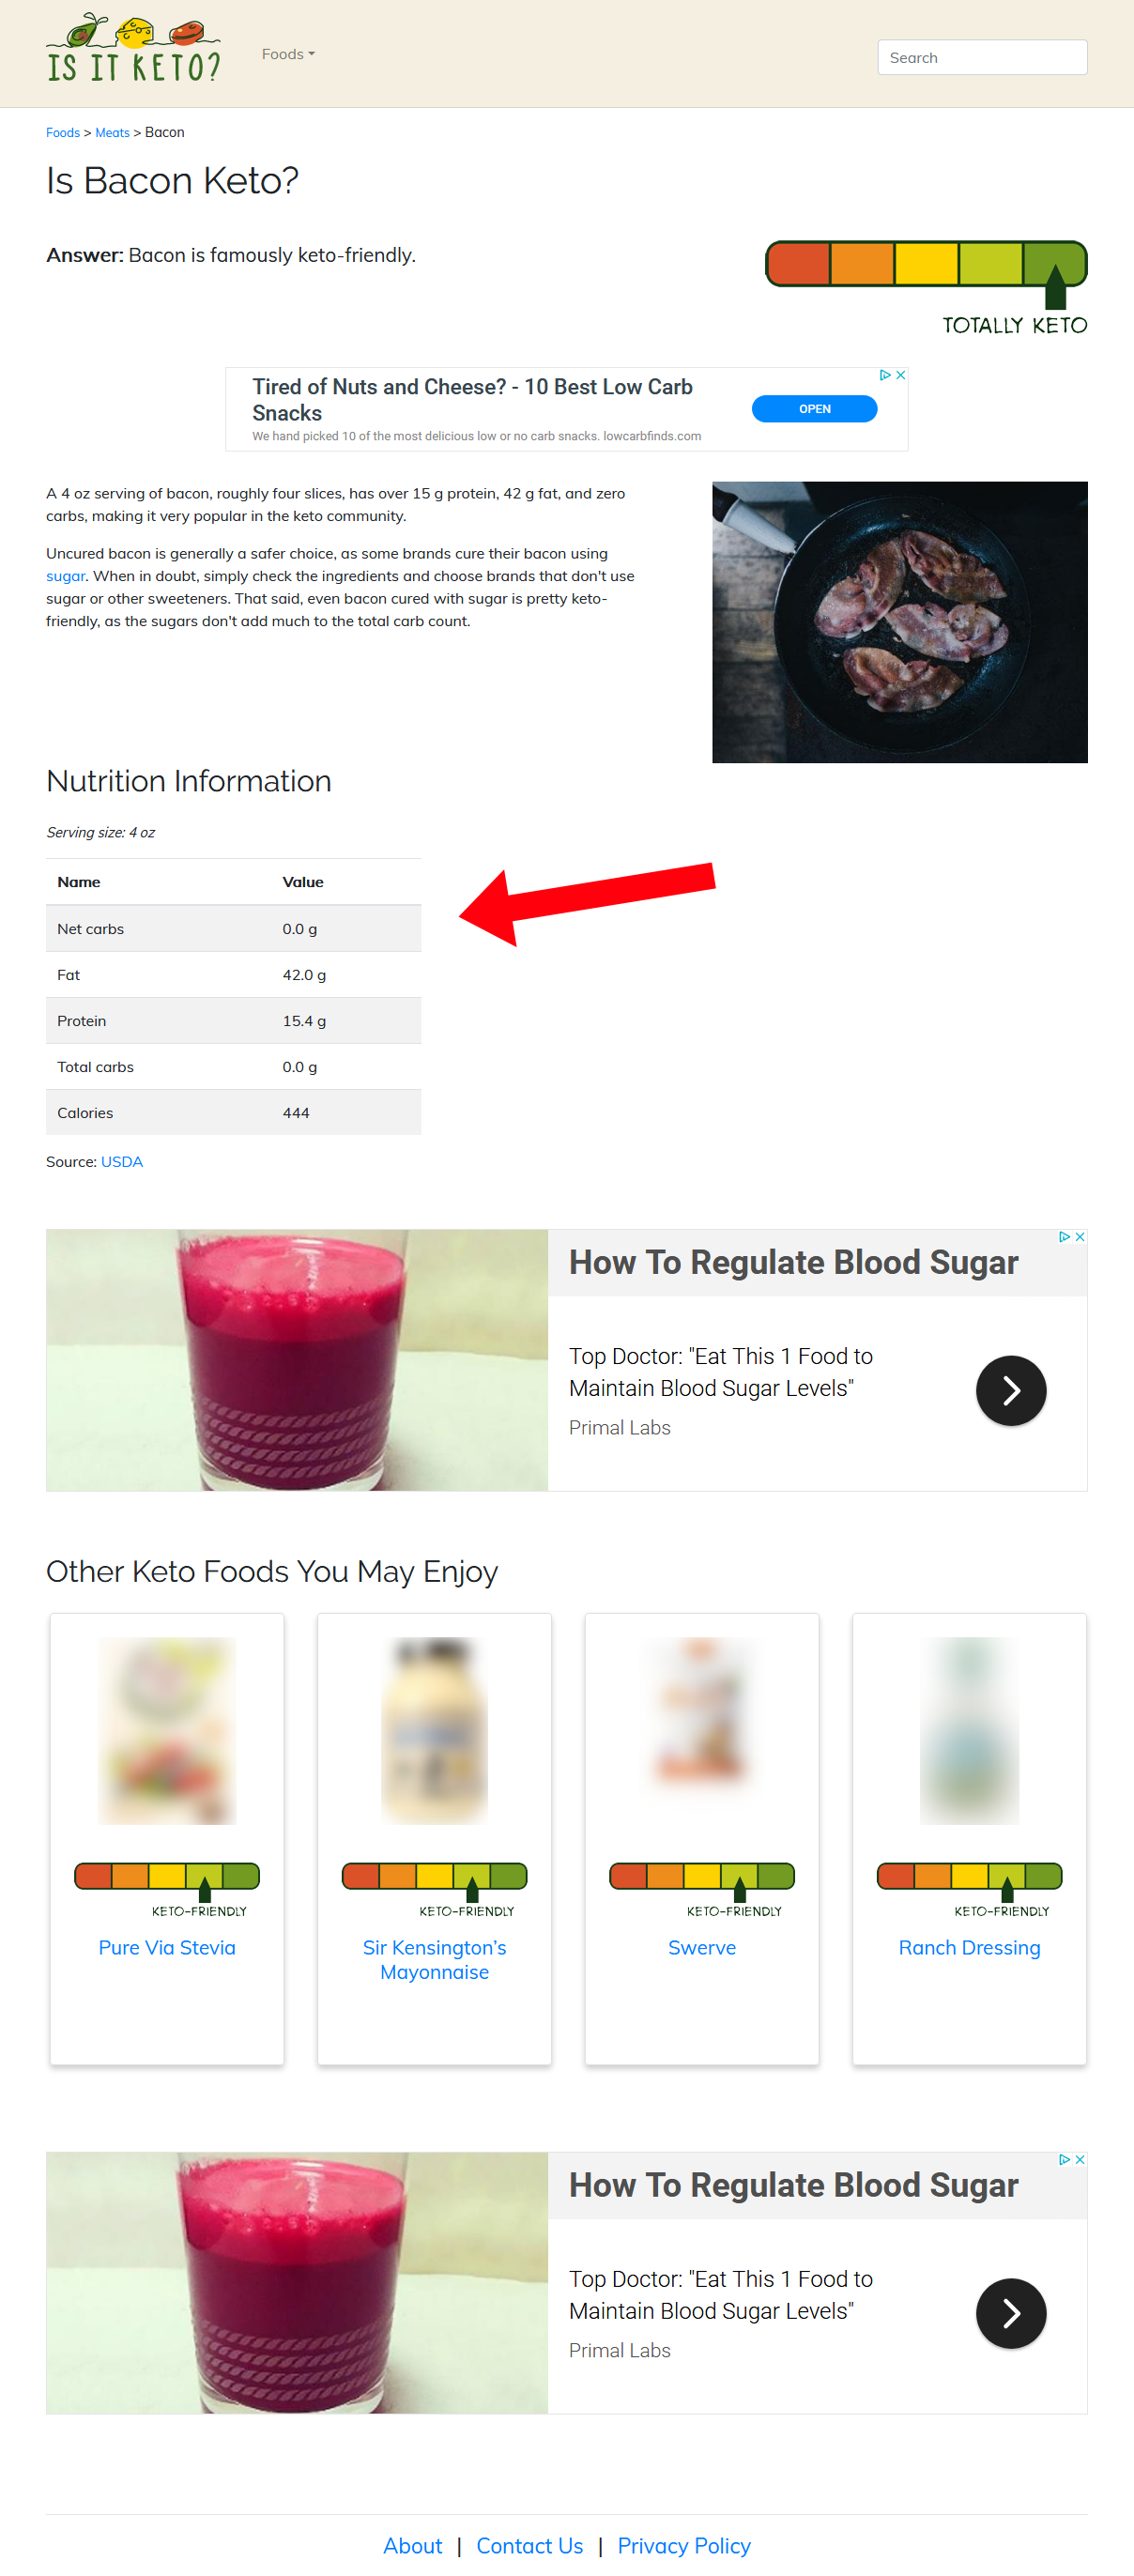 IS IT KETO?
Foods
Search
Foods > Meats > Bacon
Is Bacon Keto?
Answer: Bacon is famously keto-friendly.
TOTALLY KETO
Tired of Nuts and Cheese? - 10 Best Low Carb
Snacks
We hand picked 10 of the most delicious low or no carb snacks. lowcarbfinds.com
OPEN
A 4 oz serving of bacon, roughly four slices, has over 15 g protein, 42 g fat, and zero
carbs, making it very popular in the keto community.
Uncured bacon is generally a safer choice, as some brands cure their bacon using
sugar. When in doubt, simply check the ingredients and choose brands that don't use
sugar or other sweeteners. That said, even bacon cured with sugar is pretty keto-
friendly, as the sugars don't add much to the total carb count.
Nutrition Information
Serving size: 4 oz
Name Value
Net carbs 0.0 g
Fat 42.0 g
Protein 15.4 g
Total carbs 0.0 g
Calories 444
Source: USDA
How To Regulate Blood Sugar
Top Doctor: "Eat This 1 Food to
Maintain Blood Sugar Levels"
Primal Labs
Other Keto Foods You May Enjoy
KETO-FRIENDLY
Pure Via Stevia
KETO-FRIENDLY
Sir Kensington's
Mayonnaise
KETO-FRIENDLY
Swerve
KETO-FRIENDLY
Ranch Dressing
How To Regulate Blood Sugar
Top Doctor: "Eat This 1 Food to
Maintain Blood Sugar Levels"
Primal Labs
About | Contact Us | Privacy Policy